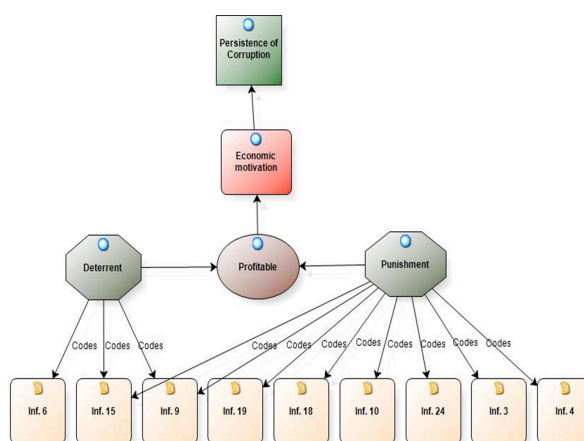 Persistence of
Corruption
Economic
motivation
Deterrent
Profitable
Punishment
Codes Codes Codes Codes Codes Codes Codes Codes Codes Codes Codes
Inf. 6 Inf. 15 Inf. 9 Inf. 19 Inf. 18 Inf. 10 Inf. 24 Inf. 3 Inf. 4